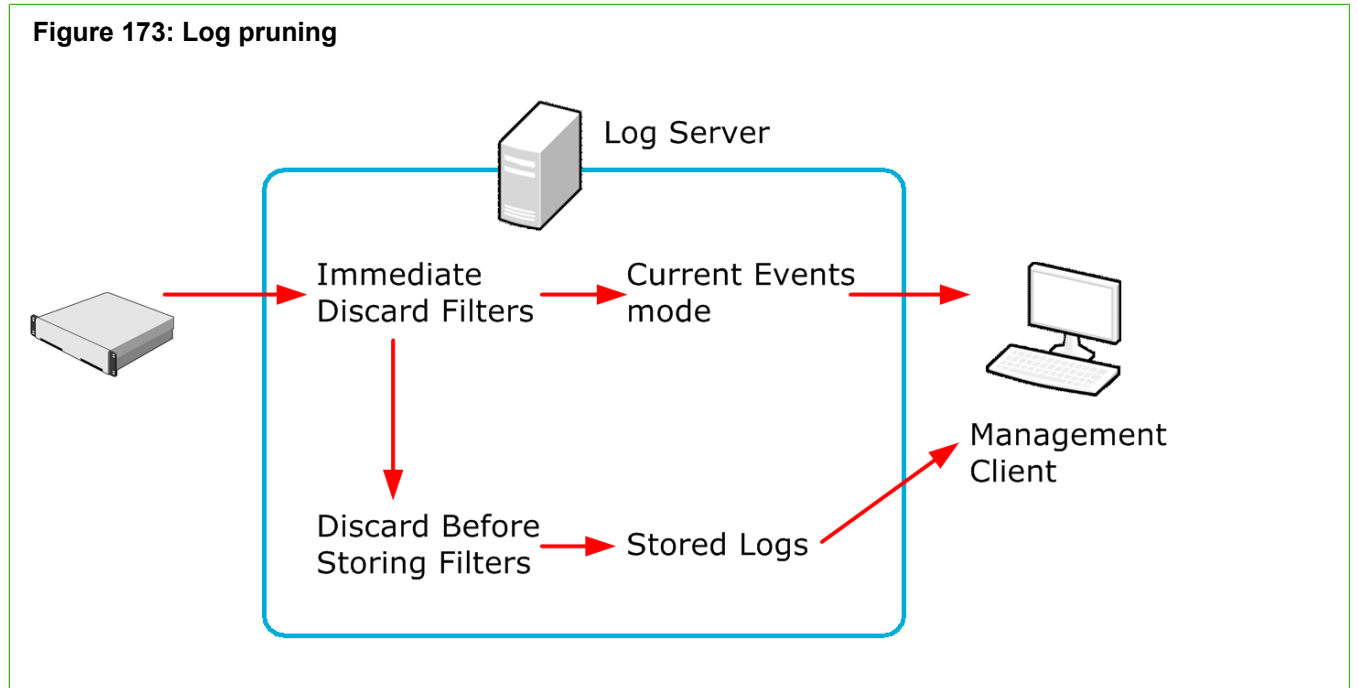 Figure 173: Log pruning
Log Server
Immediate
Discard Filters
Current Events
mode
Management
Client
Discard Before
Storing Filters
Stored Logs